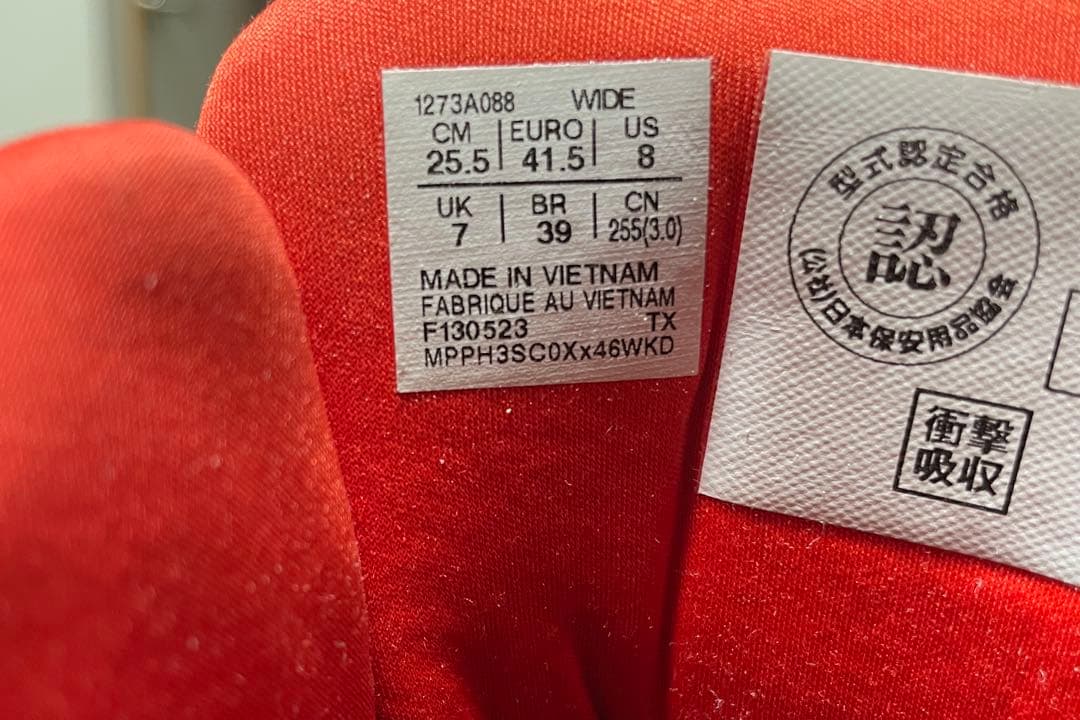 1273A088 WIDE
CM EURO US
25.5 41.5 8
UK BR CN
7 39 255(3.0)
MADE IN VIETNAM
FABRIQUE AU VIETNAM
F130523 TX
MPPH3SC0Xx46WKD
型式認定合格
認
(公社)日本保安用品協会
衝撃
吸収